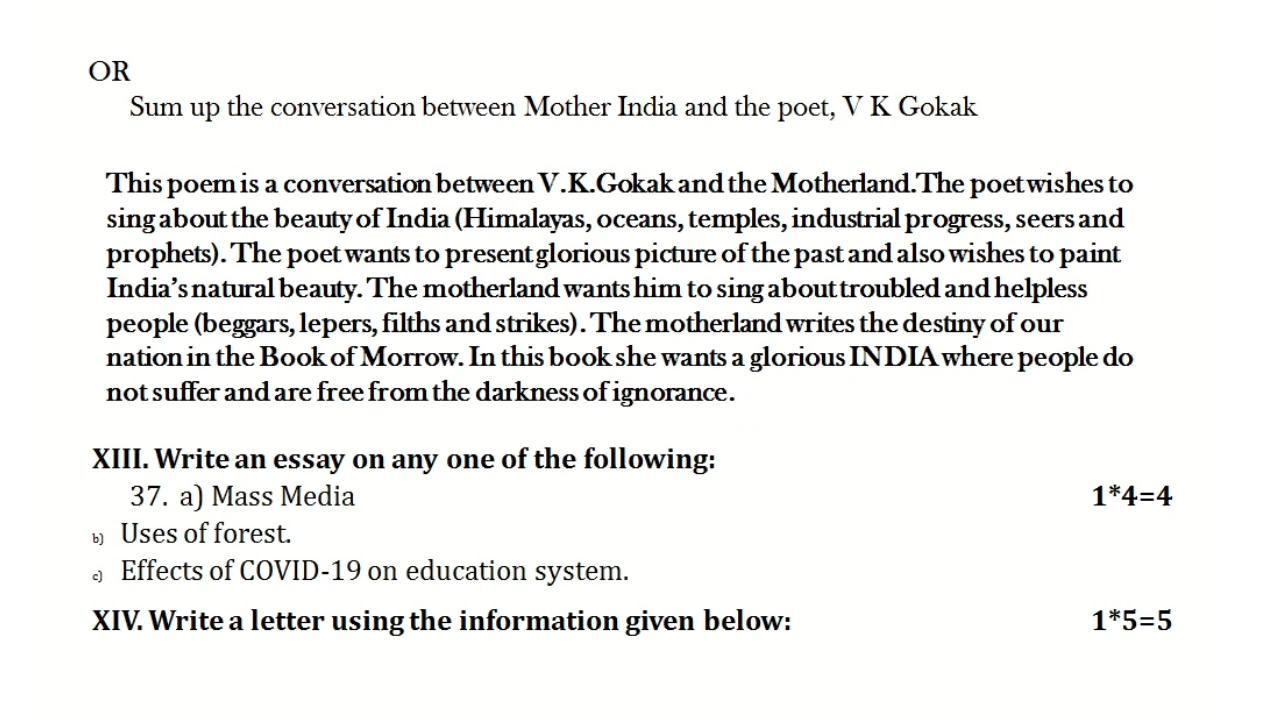 OR
Sum up the conversation between Mother India and the poet, V K Gokak
This poem is a conversation between V.K.Gokak and the Motherland.The poet wishes to
sing about the beauty of India (Himalayas, oceans, temples, industrial progress, seers and
prophets). The poet wants to present glorious picture of the past and also wishes to paint
India's natural beauty. The motherland wants him to sing about troubled and helpless
people (beggars, lepers, filths and strikes). The motherland writes the destiny of our
nation in the Book of Morrow. In this book she wants a glorious INDIA where people do
not suffer and are free from the darkness of ignorance.
XIII. Write an essay on any one of the following:
37. a) Mass Media 1*4=4
b) Uses of forest.
c) Effects of COVID-19 on education system.
XIV. Write a letter using the information given below: 1*5=5